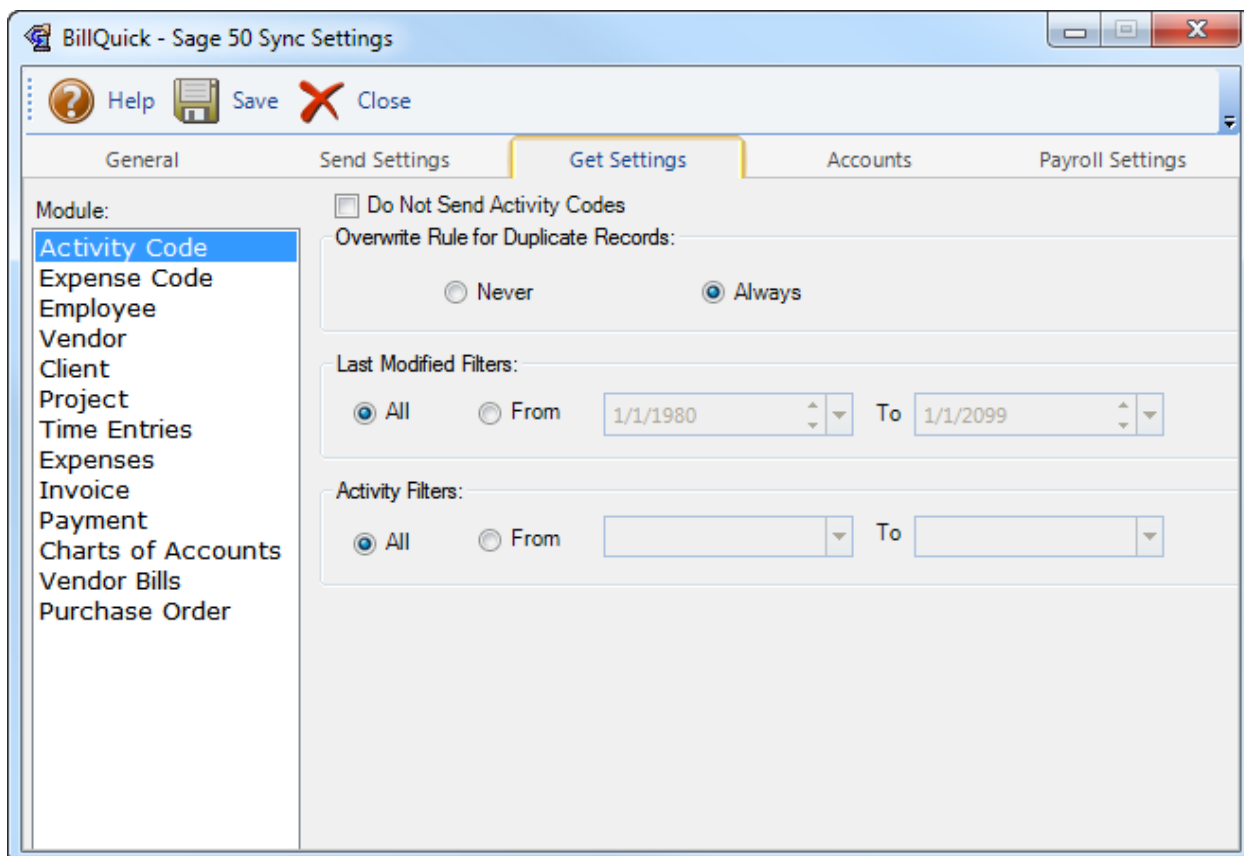 BillQuick - Sage 50 Sync Settings
Help Save Close
General Send Settings Get Settings Accounts Payroll Settings
Module:
Activity Code
Expense Code
Employee
Vendor
Client
Project
Time Entries
Expenses
Invoice
Payment
Charts of Accounts
Vendor Bills
Purchase Order
Do Not Send Activity Codes
Overwrite Rule for Duplicate Records:
Never Always
Last Modified Filters:
All From 1/1/1980 To 1/1/2099
Activity Filters:
All From To